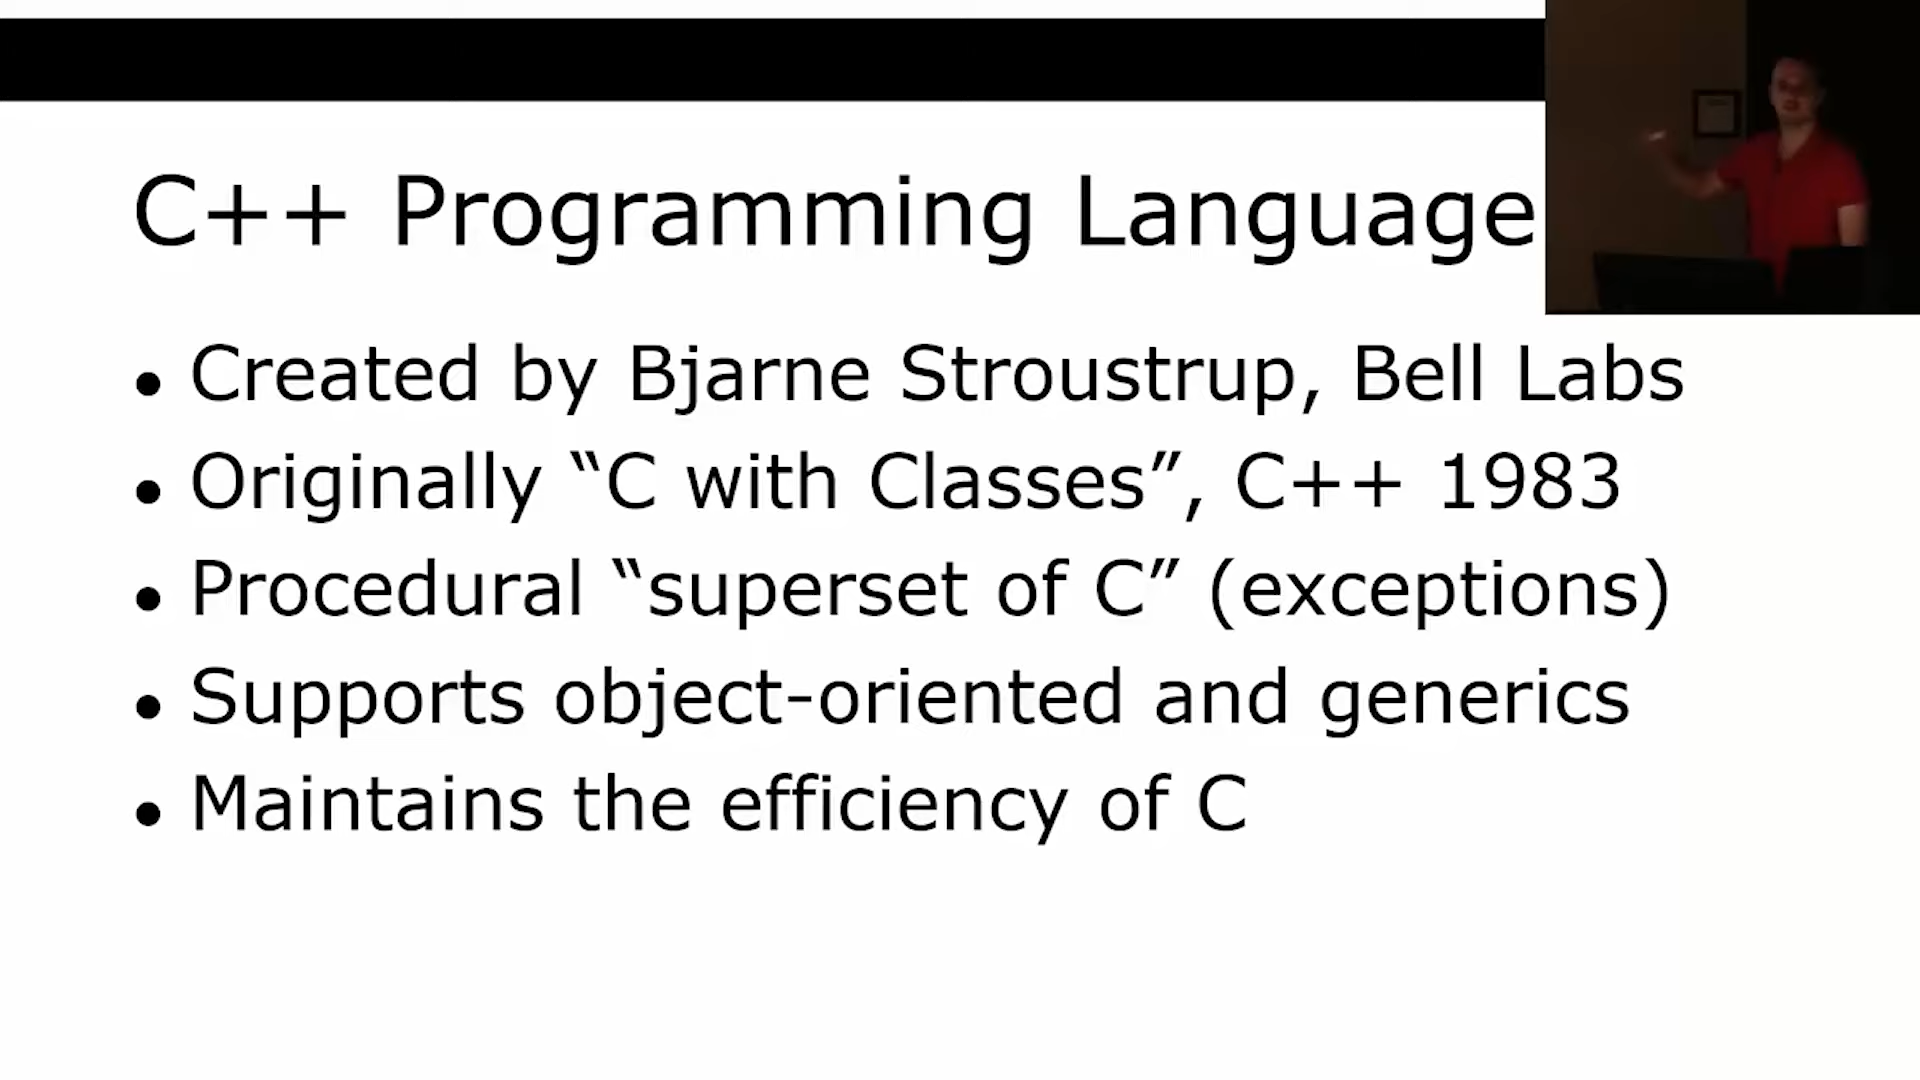 C++ Programming Language
• Created by Bjarne Stroustrup, Bell Labs
• Originally “C with Classes”, C++ 1983
• Procedural “superset of C” (exceptions)
• Supports object-oriented and generics
• Maintains the efficiency of C